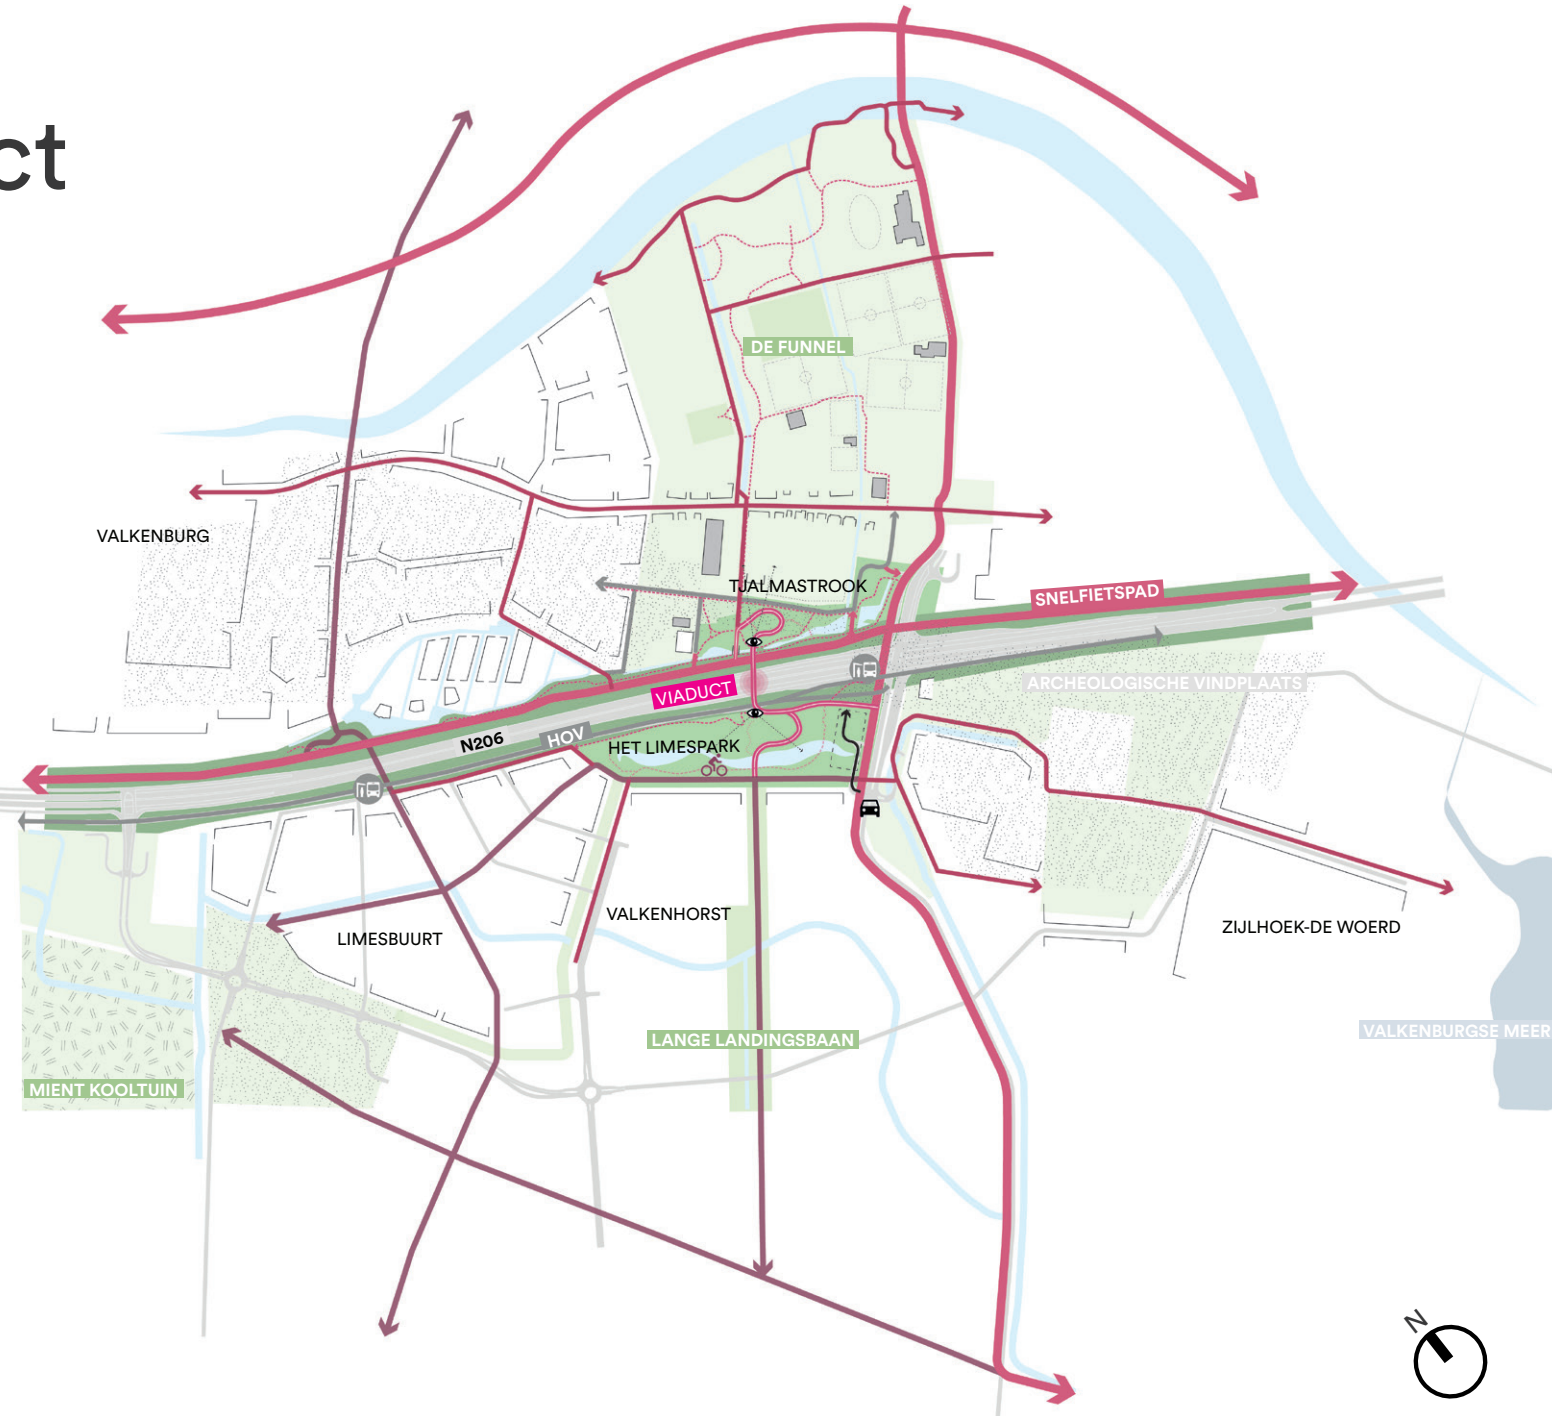 ct
DE FUNNEL
VALKENBURG
TJALMASTROOK
SNELFIETSPAD
ARCHEOLOGISCHE VINDPLAATS
VIADUCT
N206
HOV
HET LIMESPARK
VALKENHORST
LIMESBUURT
ZIJLHOEK-DE WOERD
LANGE LANDINGSBAAN
VALKENBURGSE MEER
MIENT KOOLTUIN
N